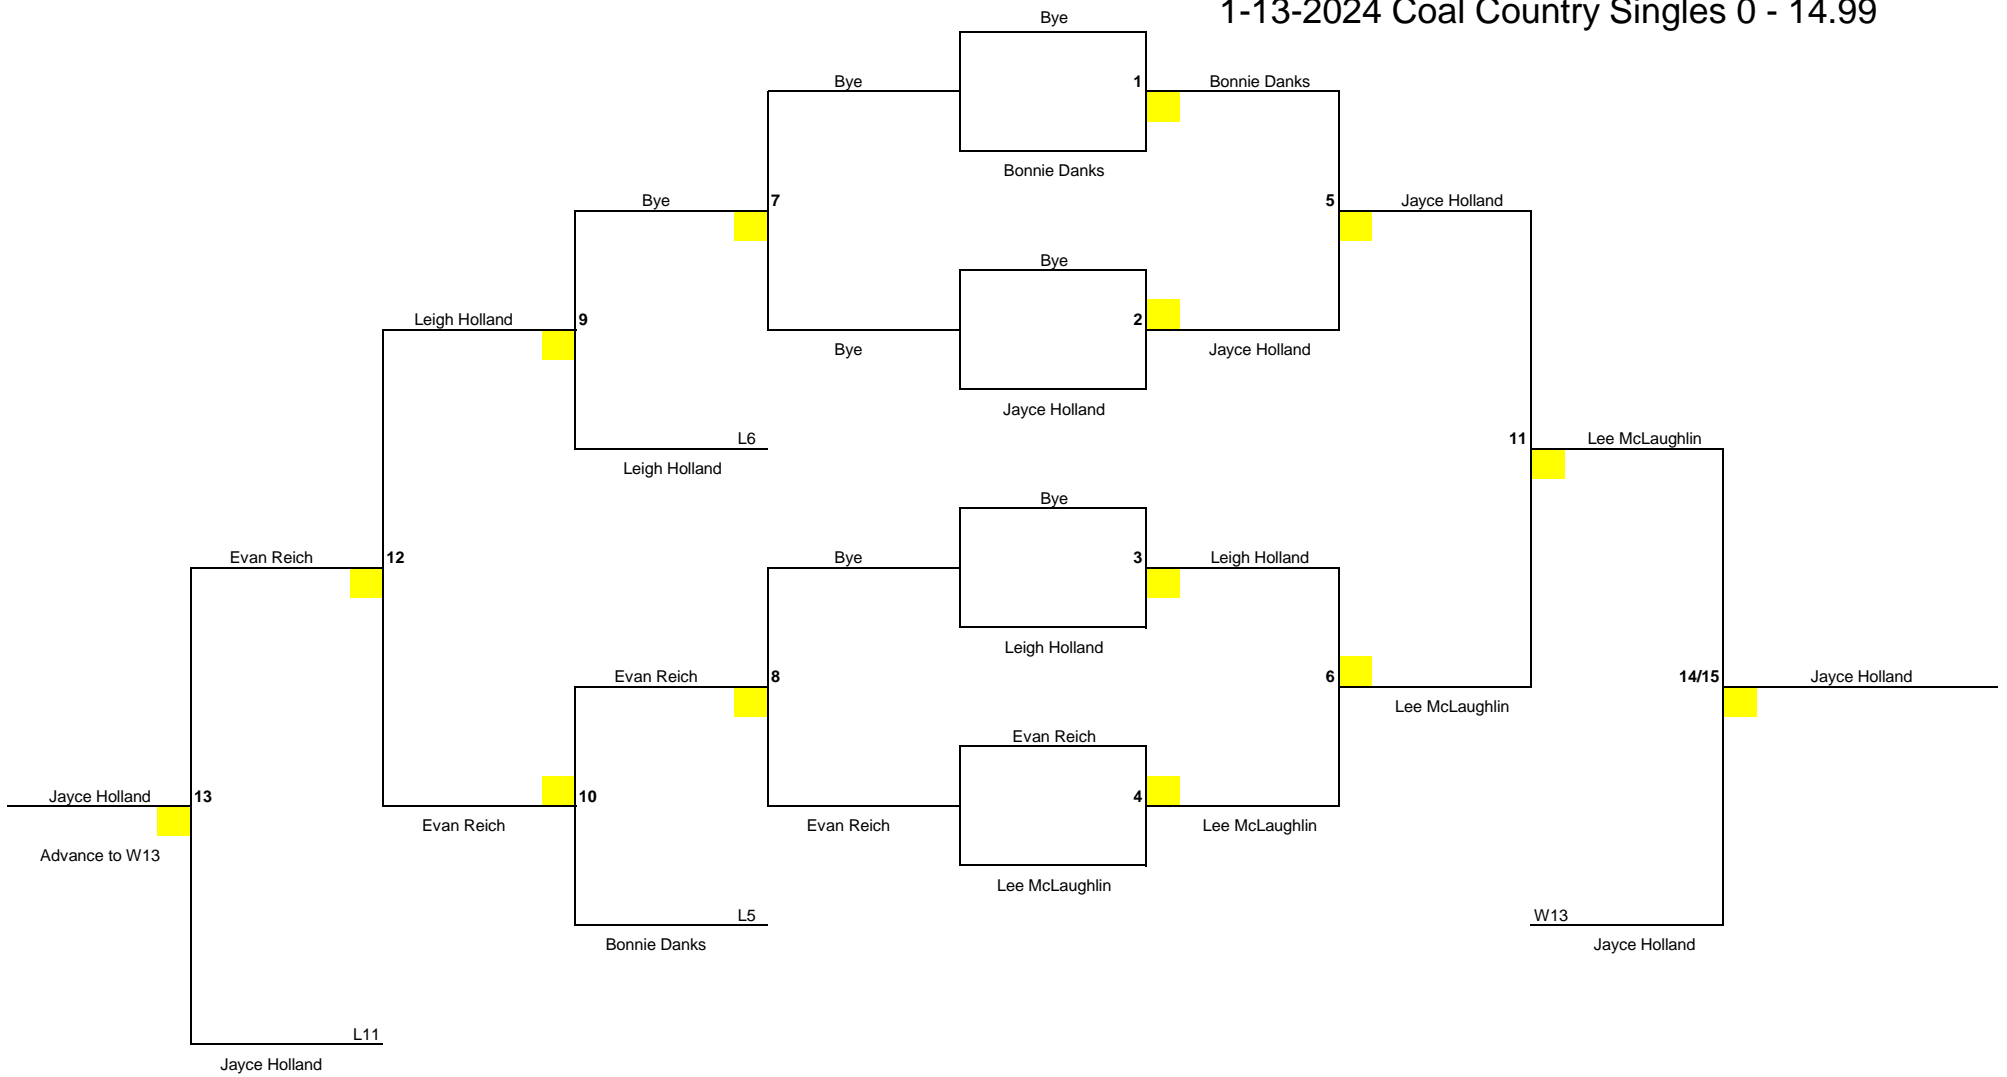 1-13-2024 Coal Country Singles 0 - 14.99
Bye
Bye
1
Bonnie Danks
Bonnie Danks
Bye
7
5
Jayce Holland
Bye
Leigh Holland
9
2
Bye
Jayce Holland
Jayce Holland
L6
11
Lee McLaughlin
Leigh Holland
Bye
Evan Reich
12
Bye
3
Leigh Holland
Leigh Holland
Evan Reich
8
6
14/15
Jayce Holland
Lee McLaughlin
Evan Reich
Jayce Holland
13
10
4
Evan Reich
Evan Reich
Lee McLaughlin
Advance to W13
Lee McLaughlin
L5
W13
Bonnie Danks
Jayce Holland
L11
Jayce Holland